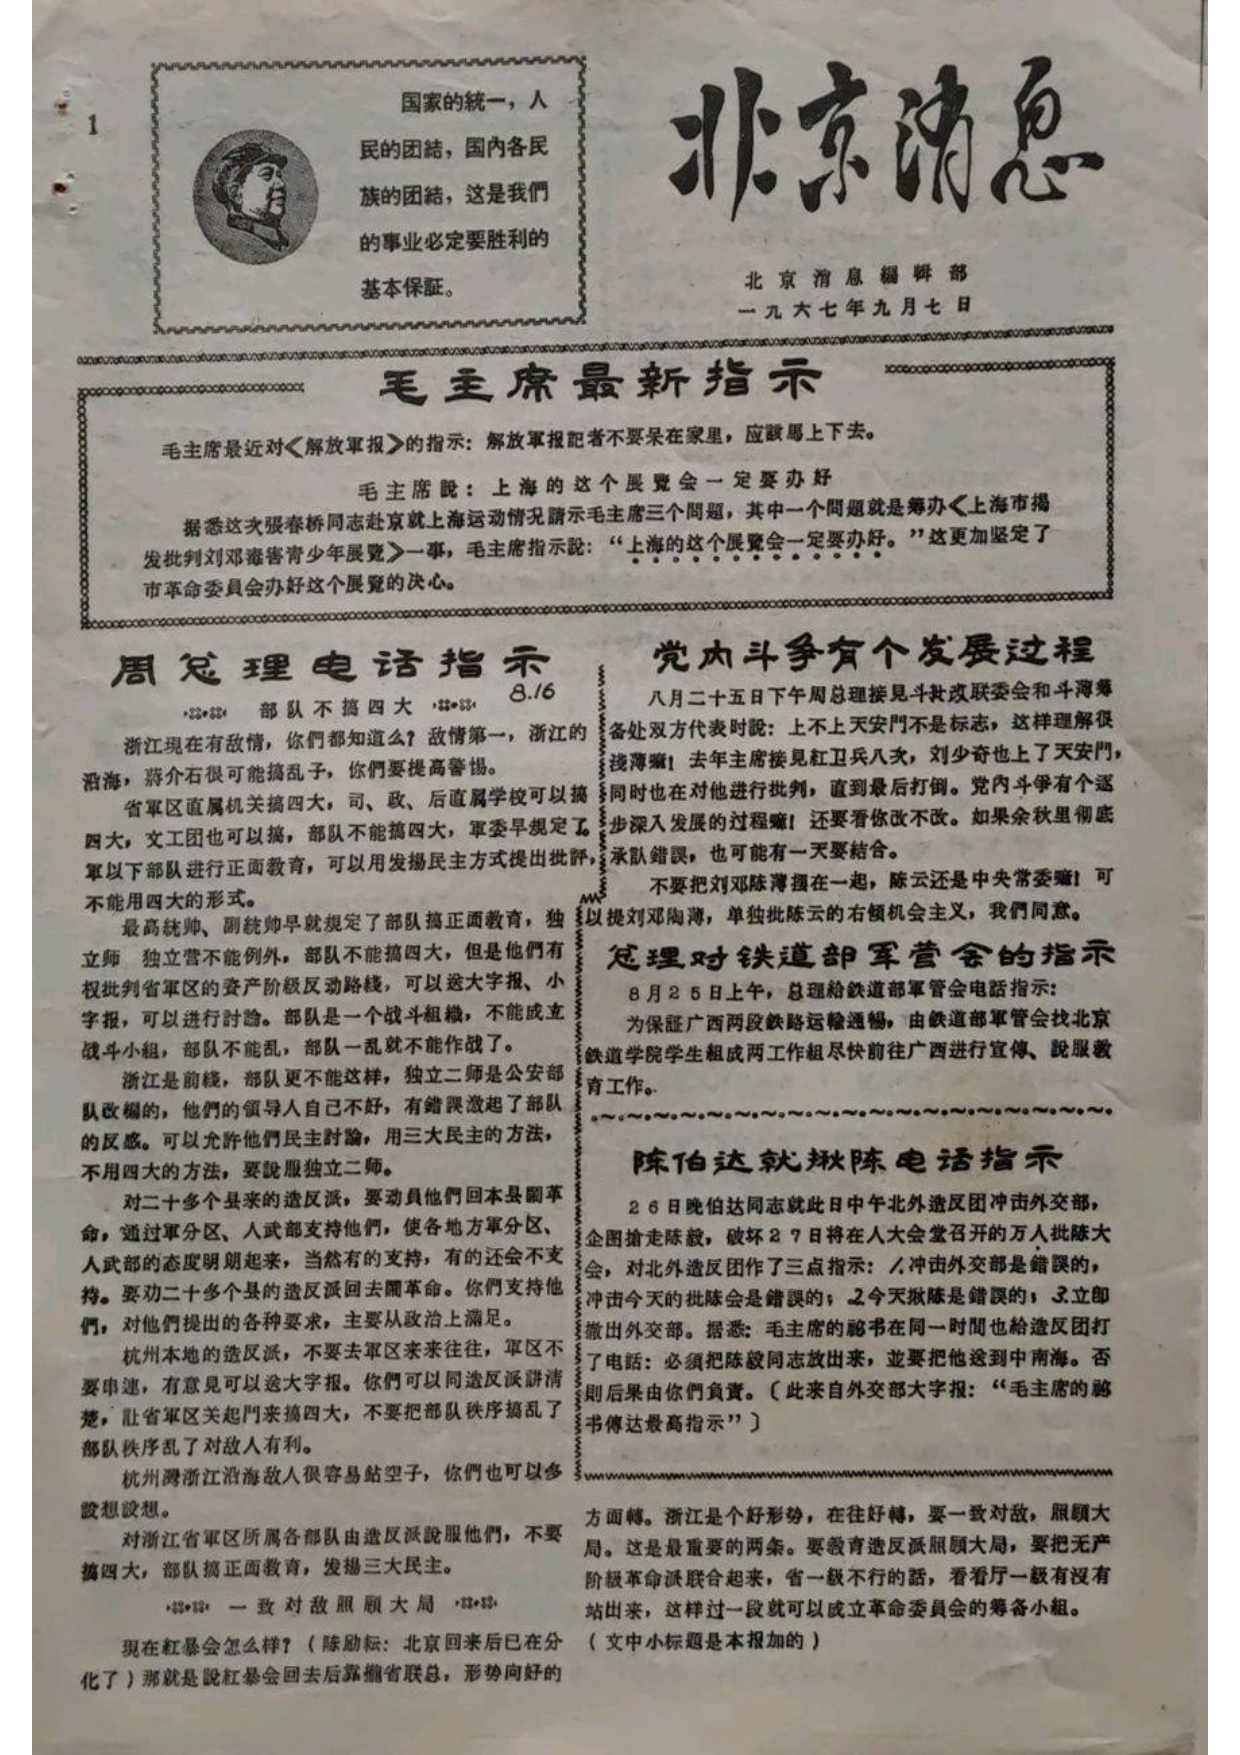 1
国家的統一，人
民的团結，国內各民
族的团結，这是我們
的事业必定要胜利的
基本保証。
北京消息
北京消息編輯部
一九六七年九月七日
毛主席最新指示
毛主席最近对《解放軍报》的指示：解放軍报記者不要呆在家里，应該馬上下去。
毛主席說：上海的这个展覽会一定要办好
据悉这次張春桥同志赴京就上海运动情况請示毛主席三个問題，其中一个問題就是筹办《上海市揭
发批判刘邓毒害青少年展覽》一事，毛主席指示說：“上海的这个展覽会一定要办好。”这更加坚定了
市革命委員会办好这个展覽的决心。
周总理电话指示
8.16
部队不搞四大
浙江現在有敌情，你們都知道么？敌情第一，浙江的
沿海，蔣介石很可能搞乱子，你們要提高警惕。
省軍区直属机关搞四大，司、政、后直属学校可以搞
四大，文工团也可以搞，部队不能搞四大，軍委早規定了
軍以下部队进行正面教育，可以用发揚民主方式提出批評，
不能用四大的形式。
最高統帅、副統帅早就規定了部队搞正面教育，独
立师　独立营不能例外，部队不能搞四大，但是他們有
权批判省軍区的资产阶級反动路綫，可以送大字报、小
字报，可以进行討論。部队是一个战斗組織，不能成立
战斗小組，部队不能乱，部队一乱就不能作战了。
浙江是前綫，部队更不能这样，独立二师是公安部
队改編的，他們的領导人自己不好，有錯誤激起了部队
的反感。可以允許他們民主討論，用三大民主的方法，
不用四大的方法，要說服独立二师。
对二十多个县来的造反派，要动員他們回本县鬧革
命，通过軍分区、人武部支持他們，使各地方軍分区、
人武部的态度明朗起来，当然有的支持，有的还会不支
持。要劝二十多个县的造反派回去鬧革命。你們支持他
們，对他們提出的各种要求，主要从政治上滿足。
杭州本地的造反派，不要去軍区来来往往，軍区不
要串連，有意見可以送大字报。你們可以同造反派講清
楚，让省軍区关起門来搞四大，不要把部队秩序搞乱了
部队秩序乱了对敌人有利。
杭州灣浙江沿海敌人很容易鉆空子，你們也可以多
設想設想。
对浙江省軍区所属各部队由造反派說服他們，不要
搞四大，部队搞正面教育，发揚三大民主。
一致对敌照顧大局
現在紅暴会怎么样？（陈励耘：北京回来后已在分
化了）那就是說紅暴会回去后靠攏省联总，形势向好的
党内斗争有个发展过程
八月二十五日下午周总理接見斗批改联委会和斗薄筹
备处双方代表时說：上不上天安門不是标志，这样理解很
浅薄嘛！去年主席接見紅卫兵八次，刘少奇也上了天安門，
同时也在对他进行批判，直到最后打倒。党内斗爭有个逐
步深入发展的过程嘛！还要看你改不改。如果余秋里彻底
承認錯誤，也可能有一天要結合。
不要把刘邓陈薄摆在一起，陈云还是中央常委嘛！可
以提刘邓陶薄，单独批陈云的右傾机会主义，我們同意。
总理对铁道部军管会的指示
8月25日上午，总理給鉄道部軍管会电話指示：
为保証广西两段鉄路运輸通暢，由鉄道部軍管会找北京
鉄道学院学生組成两工作組尽快前往广西进行宣傳、說服教
育工作。
陈伯达就揪陈电话指示
26日晚伯达同志就此日中午北外造反团冲击外交部，
企图搶走陈毅，破坏27日将在人大会堂召开的万人批陈大
会，对北外造反团作了三点指示：1.冲击外交部是錯誤的，
冲击今天的批陈会是錯誤的；2.今天揪陈是錯誤的；3.立即
撤出外交部。据悉：毛主席的祕书在同一时間也給造反团打
了电話：必須把陈毅同志放出来，並要把他送到中南海。否
則后果由你們負責。（此来自外交部大字报：“毛主席的祕
书傳达最高指示”）
方面轉。浙江是个好形势，在往好轉，要一致对敌，照顧大
局。这是最重要的两条。要教育造反派照顧大局，要把无产
阶級革命派联合起来，省一級不行的話，看看厅一級有沒有
站出来，这样过一段就可以成立革命委員会的筹备小組。
（文中小标題是本报加的）